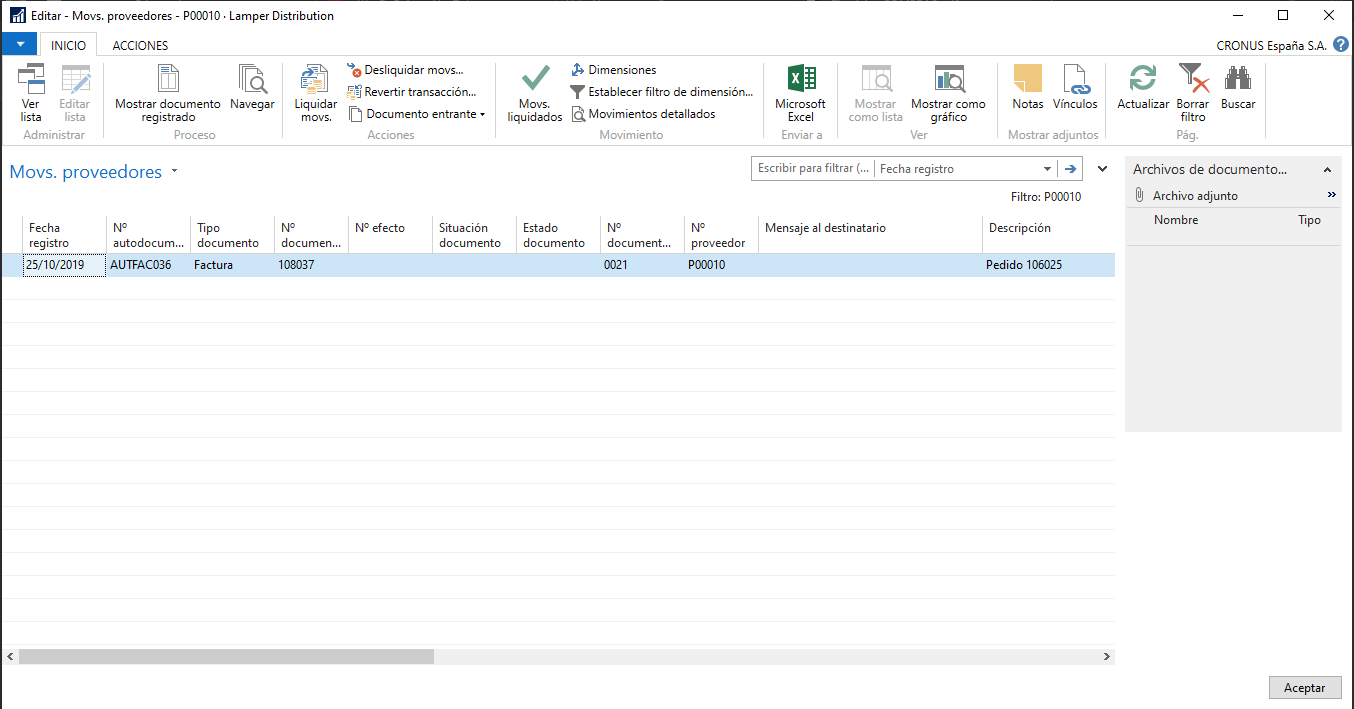 Editar - Movs. proveedores - P00010 · Lamper Distribution
INICIO
ACCIONES
CRONUS España S.A.
?
Ver
lista
Editar
lista
Administrar
Mostrar documento
registrado
Navegar
Proceso
Liquidar
movs.
Desliquidar movs...
Revertir transacción...
Documento entrante
Acciones
Movs.
liquidados
Dimensiones
Establecer filtro de dimensión...
Movimientos detallados
Movimiento
Microsoft
Excel
Enviar a
Mostrar
como lista
Mostrar como
gráfico
Ver
Notas
Vínculos
Mostrar adjuntos
Actualizar
Borrar
filtro
Buscar
Pág.
Movs. proveedores
Escribir para filtrar (...
Fecha registro
Filtro: P00010
Fecha
registro
Nº
autodocum...
Tipo
documento
Nº
documen...
Nº efecto
Situación
documento
Estado
documento
Nº
document...
Nº
proveedor
Mensaje al destinatario
Descripción
25/10/2019 AUTFAC036 Factura 108037 0021 P00010 Pedido 106025
Archivos de documento...
Archivo adjunto
»
Nombre Tipo
Aceptar